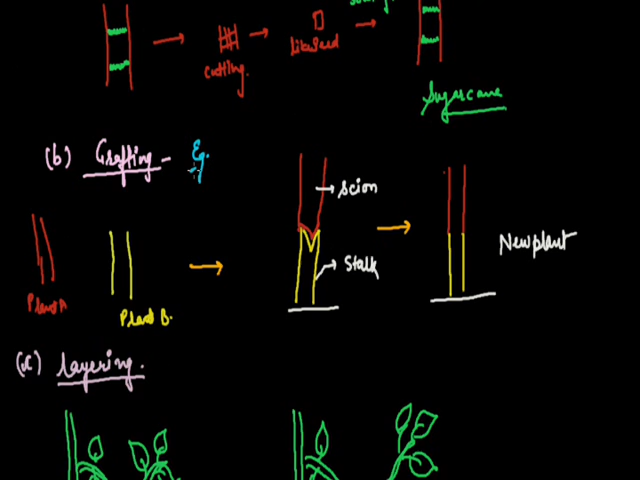 Cutting.
like seed
Sugarcane
(b) Grafting - Eg.
Scion
Stalk
New plant
Plant A
Plant B.
(c) Layering.